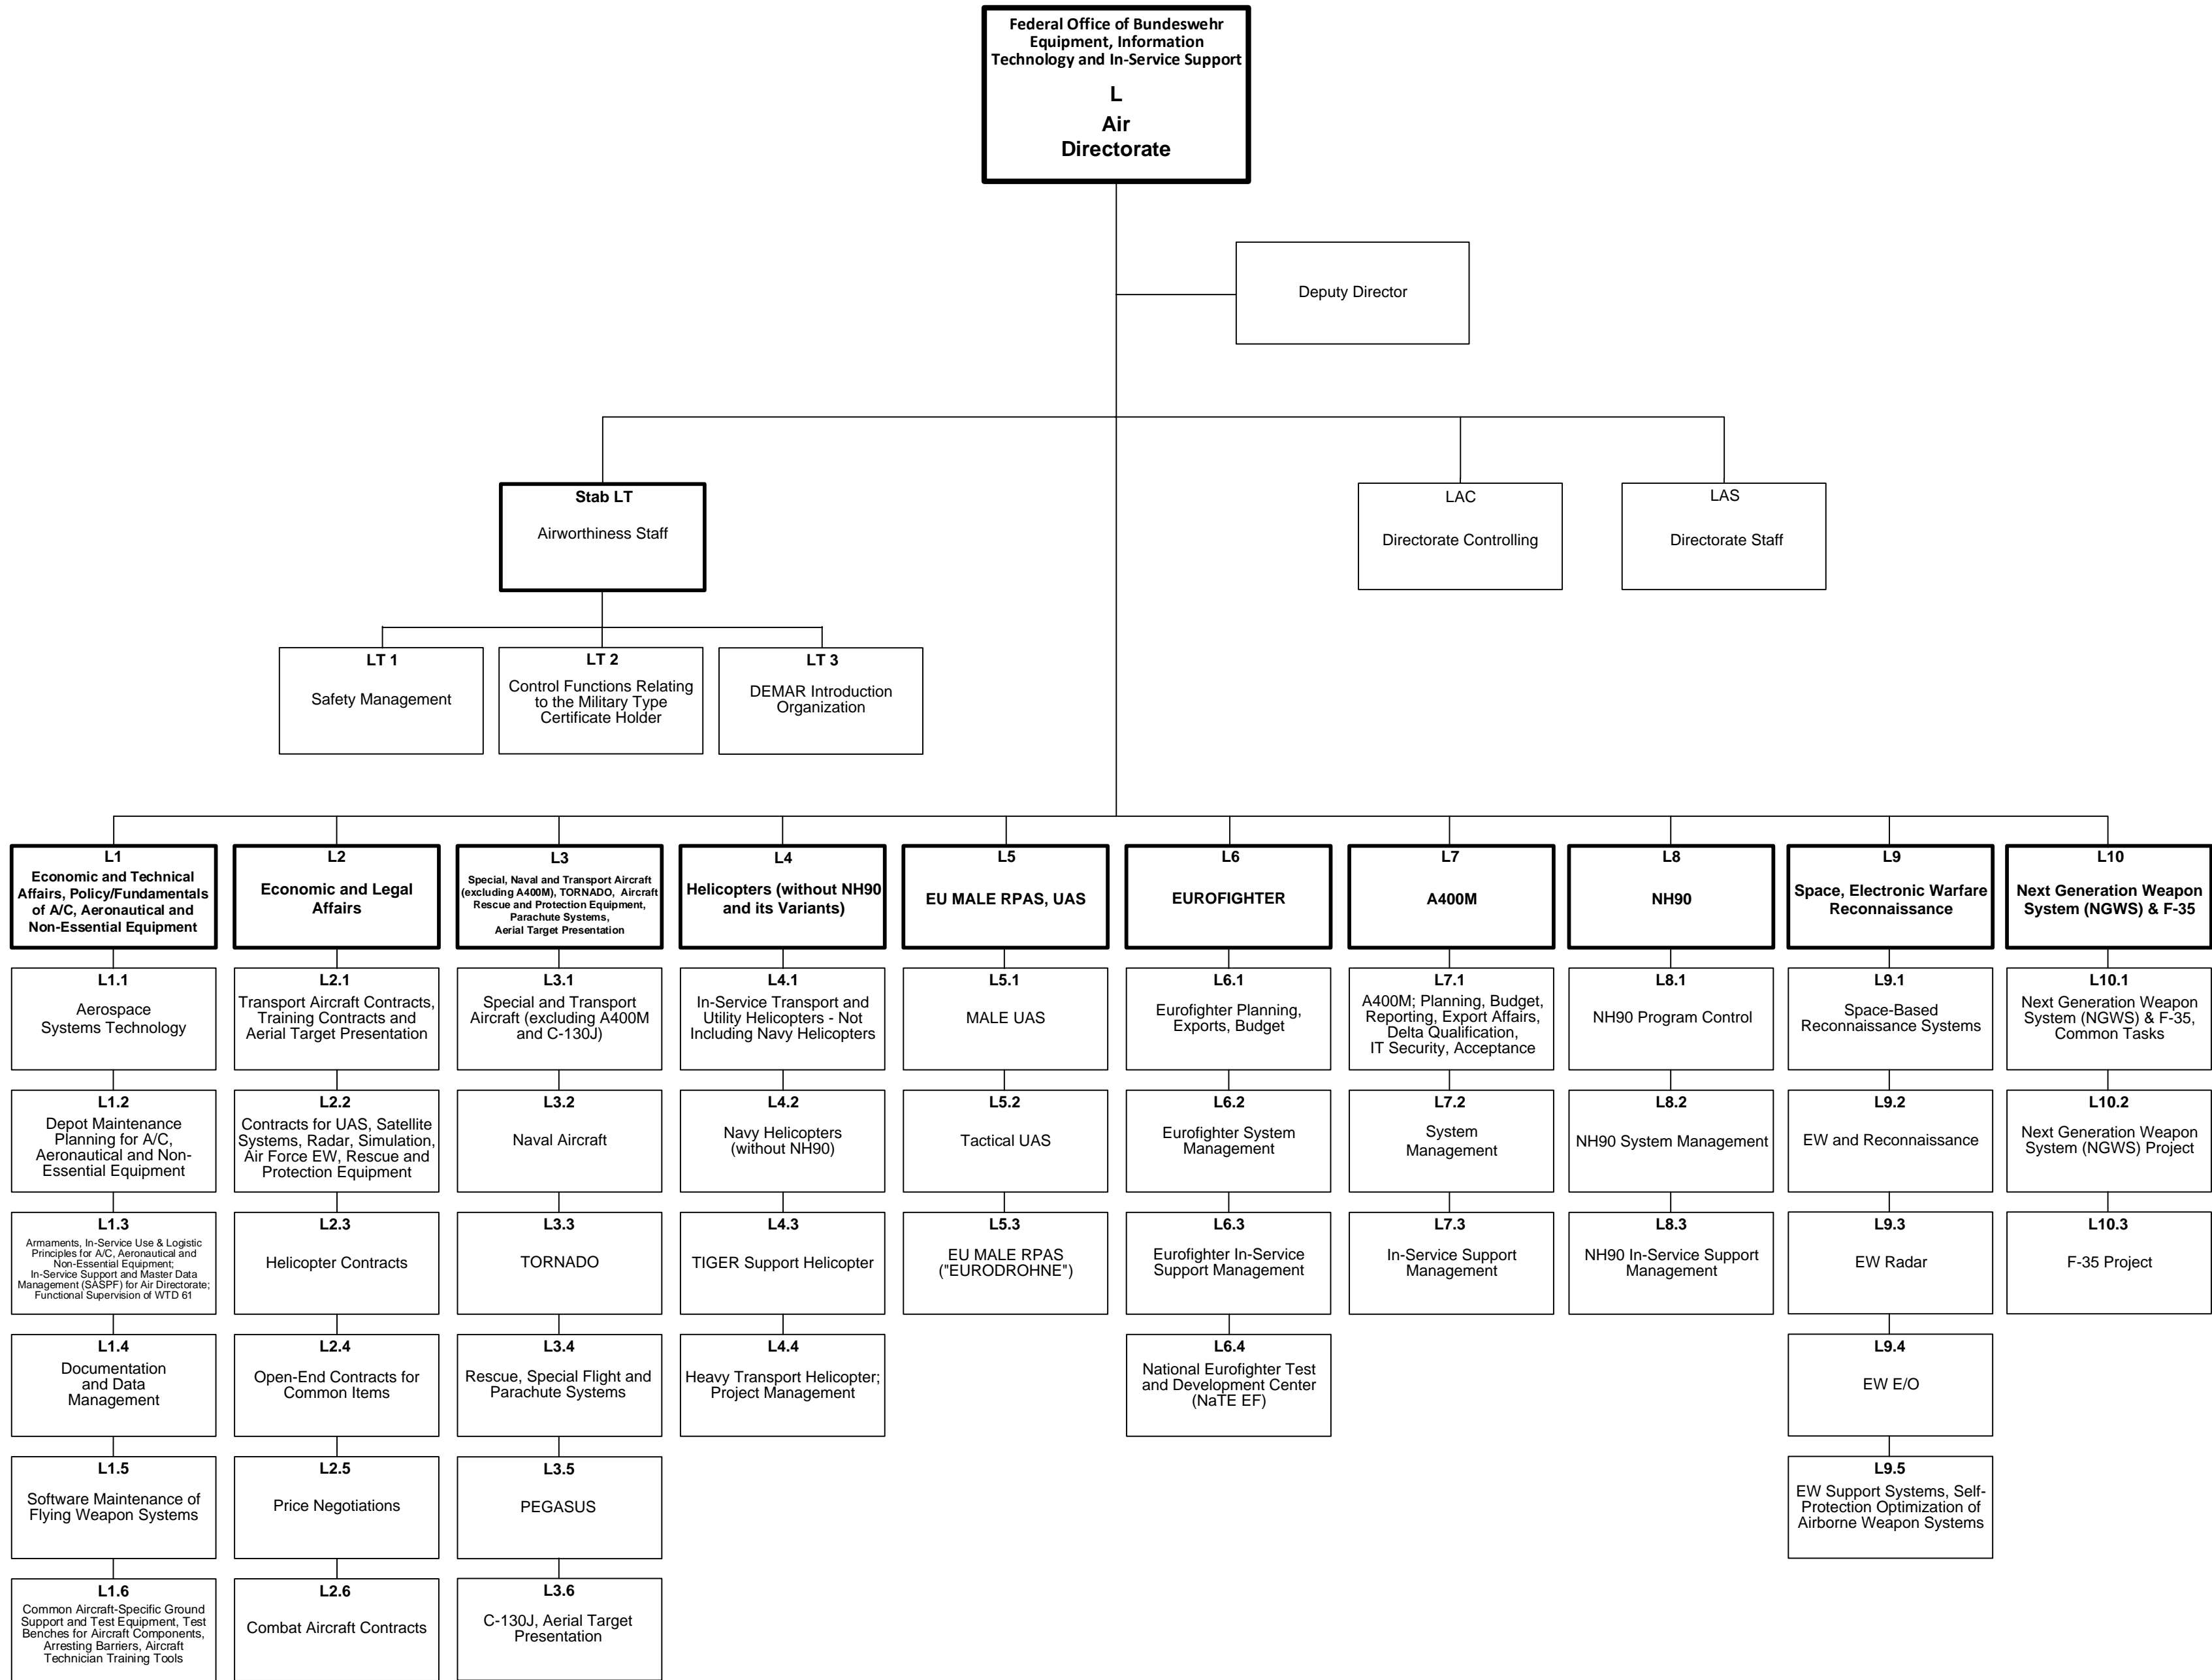 Federal Office of Bundeswehr
Equipment, Information
Technology and In-Service Support
L
Air
Directorate
Deputy Director
Stab LT
Airworthiness Staff
LAC
Directorate Controlling
LAS
Directorate Staff
LT 1
Safety Management
LT 2
Control Functions Relating
to the Military Type
Certificate Holder
LT 3
DEMAR Introduction
Organization
L1
Economic and Technical
Affairs, Policy/Fundamentals
of A/C, Aeronautical and
Non-Essential Equipment
L1.1
Aerospace
Systems Technology
L1.2
Depot Maintenance
Planning for A/C,
Aeronautical and Non-
Essential Equipment
L1.3
Armaments, In-Service Use & Logistic
Principles for A/C, Aeronautical and
Non-Essential Equipment;
In-Service Support and Master Data
Management (SASPF) for Air Directorate;
Functional Supervision of WTD 61
L1.4
Documentation
and Data
Management
L1.5
Software Maintenance of
Flying Weapon Systems
L1.6
Common Aircraft-Specific Ground
Support and Test Equipment, Test
Benches for Aircraft Components,
Arresting Barriers, Aircraft
Technician Training Tools
L2
Economic and Legal
Affairs
L2.1
Transport Aircraft Contracts,
Training Contracts and
Aerial Target Presentation
L2.2
Contracts for UAS, Satellite
Systems, Radar, Simulation,
Air Force EW, Rescue and
Protection Equipment
L2.3
Helicopter Contracts
L2.4
Open-End Contracts for
Common Items
L2.5
Price Negotiations
L2.6
Combat Aircraft Contracts
L3
Special, Naval and Transport Aircraft
(excluding A400M), TORNADO, Aircraft
Rescue and Protection Equipment,
Parachute Systems,
Aerial Target Presentation
L3.1
Special and Transport
Aircraft (excluding A400M
and C-130J)
L3.2
Naval Aircraft
L3.3
TORNADO
L3.4
Rescue, Special Flight and
Parachute Systems
L3.5
PEGASUS
L3.6
C-130J, Aerial Target
Presentation
L4
Helicopters (without NH90
and its Variants)
L4.1
In-Service Transport and
Utility Helicopters - Not
Including Navy Helicopters
L4.2
Navy Helicopters
(without NH90)
L4.3
TIGER Support Helicopter
L4.4
Heavy Transport Helicopter;
Project Management
L5
EU MALE RPAS, UAS
L5.1
MALE UAS
L5.2
Tactical UAS
L5.3
EU MALE RPAS
("EURODROHNE")
L6
EUROFIGHTER
L6.1
Eurofighter Planning,
Exports, Budget
L6.2
Eurofighter System
Management
L6.3
Eurofighter In-Service
Support Management
L6.4
National Eurofighter Test
and Development Center
(NaTE EF)
L7
A400M
L7.1
A400M; Planning, Budget,
Reporting, Export Affairs,
Delta Qualification,
IT Security, Acceptance
L7.2
System
Management
L7.3
In-Service Support
Management
L8
NH90
L8.1
NH90 Program Control
L8.2
NH90 System Management
L8.3
NH90 In-Service Support
Management
L9
Space, Electronic Warfare
Reconnaissance
L9.1
Space-Based
Reconnaissance Systems
L9.2
EW and Reconnaissance
L9.3
EW Radar
L9.4
EW E/O
L9.5
EW Support Systems, Self-
Protection Optimization of
Airborne Weapon Systems
L10
Next Generation Weapon
System (NGWS) & F-35
L10.1
Next Generation Weapon
System (NGWS) & F-35,
Common Tasks
L10.2
Next Generation Weapon
System (NGWS) Project
L10.3
F-35 Project